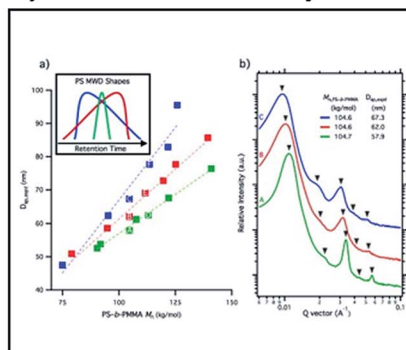 a)
b)
PS MWD Shapes
Retention Time
100
90
80
70
60
50
40
75
100
125
150
PS-b-PMMA Mn (kg/mol)
Mn,PS-b-PMMA
(kg/mol)
(nm)
104.6 67.3
104.6 62.0
104.7 57.9
C
B
A
Relative Intensity (a.u.)
0.01
0.1
Q vector (A⁻¹)